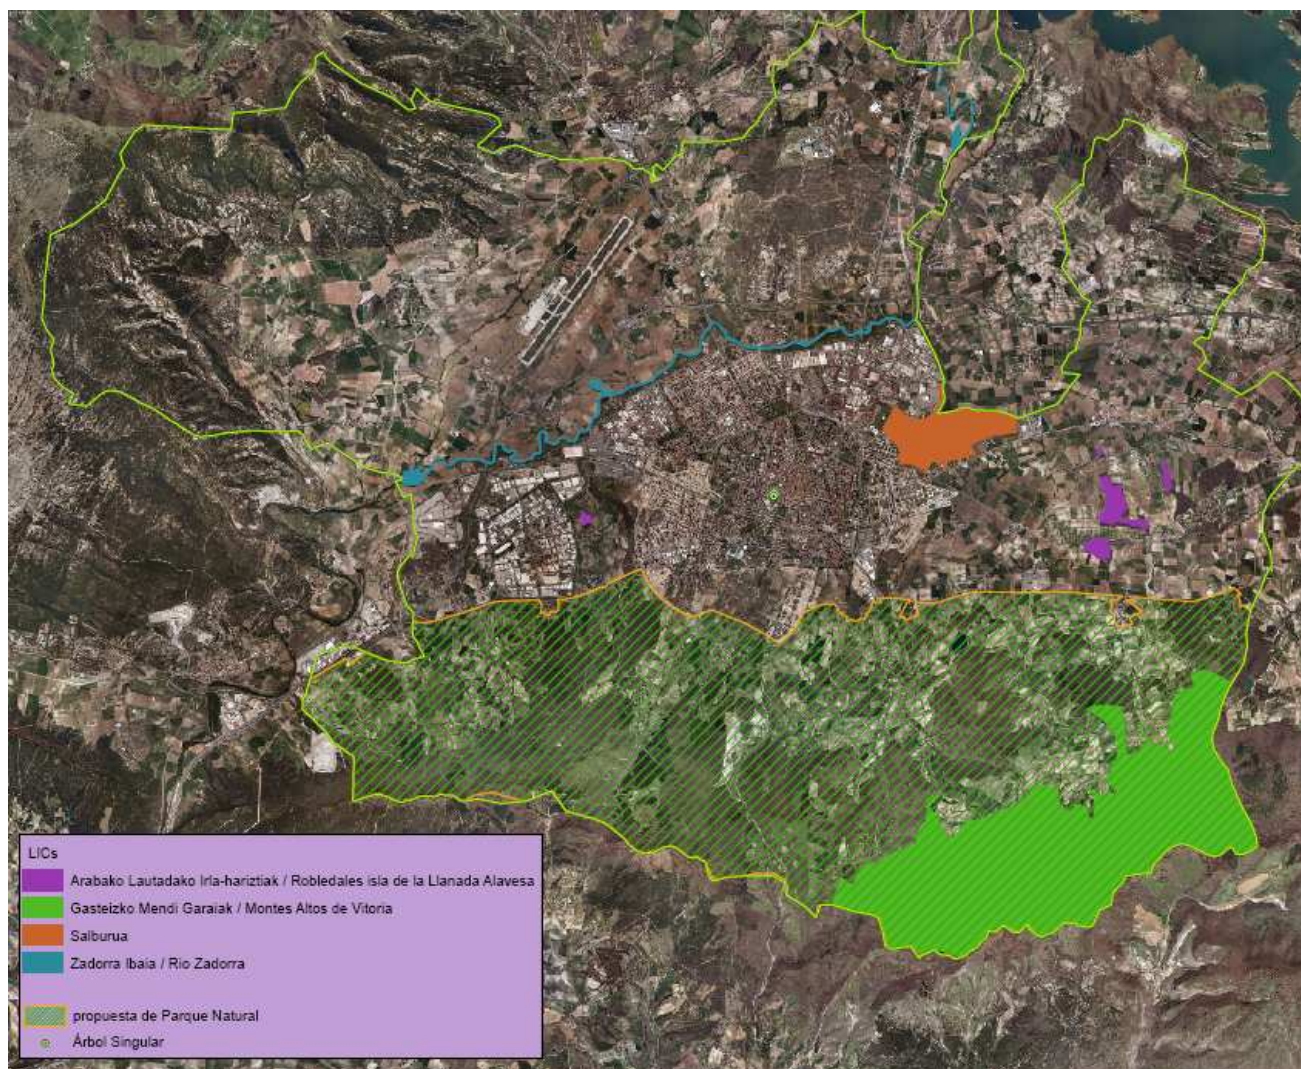 LICs
Arabako Lautadako Irla-hariztiak / Robledales isla de la Llanada Alavesa
Gasteizko Mendi Garaiak / Montes Altos de Vitoria
Salburua
Zadorra Ibaia / Rio Zadorra
propuesta de Parque Natural
Árbol Singular